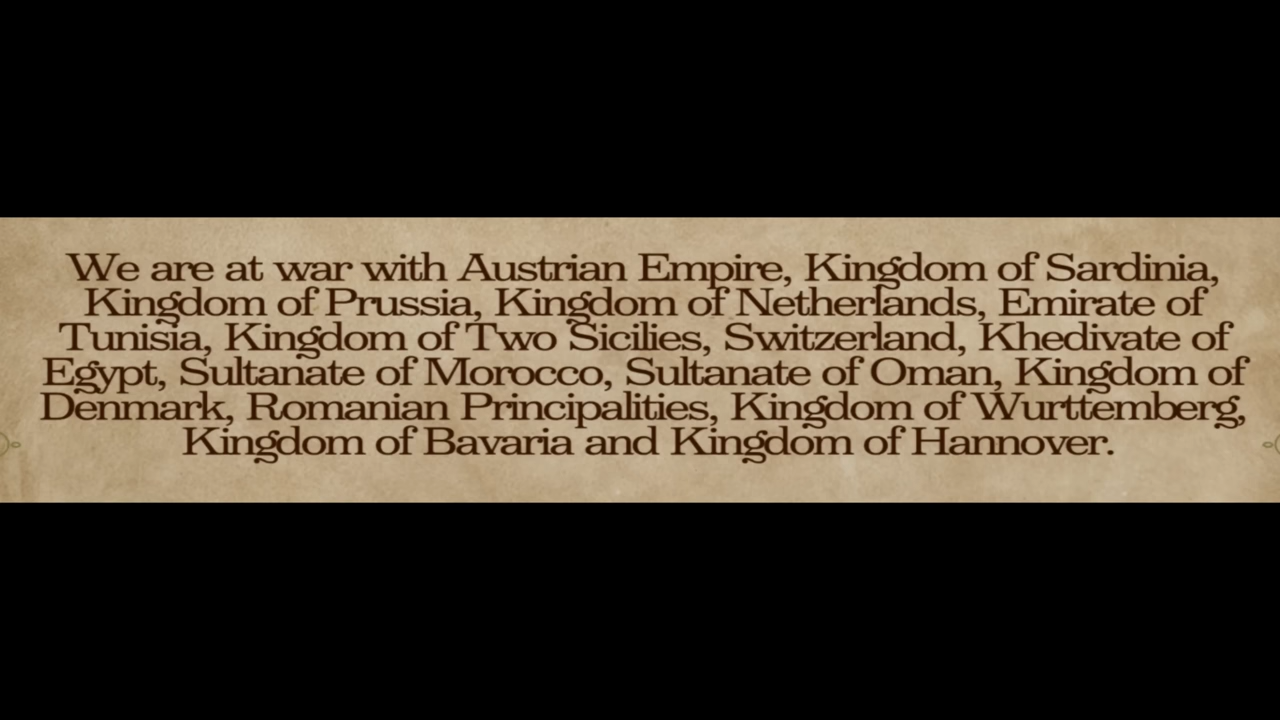 We are at war with Austrian Empire, Kingdom of Sardinia,
Kingdom of Prussia, Kingdom of Netherlands, Emirate of
Tunisia, Kingdom of Two Sicilies, Switzerland, Khedivate of
Egypt, Sultanate of Morocco, Sultanate of Oman, Kingdom of
Denmark, Romanian Principalities, Kingdom of Wurttemberg,
Kingdom of Bavaria and Kingdom of Hannover.